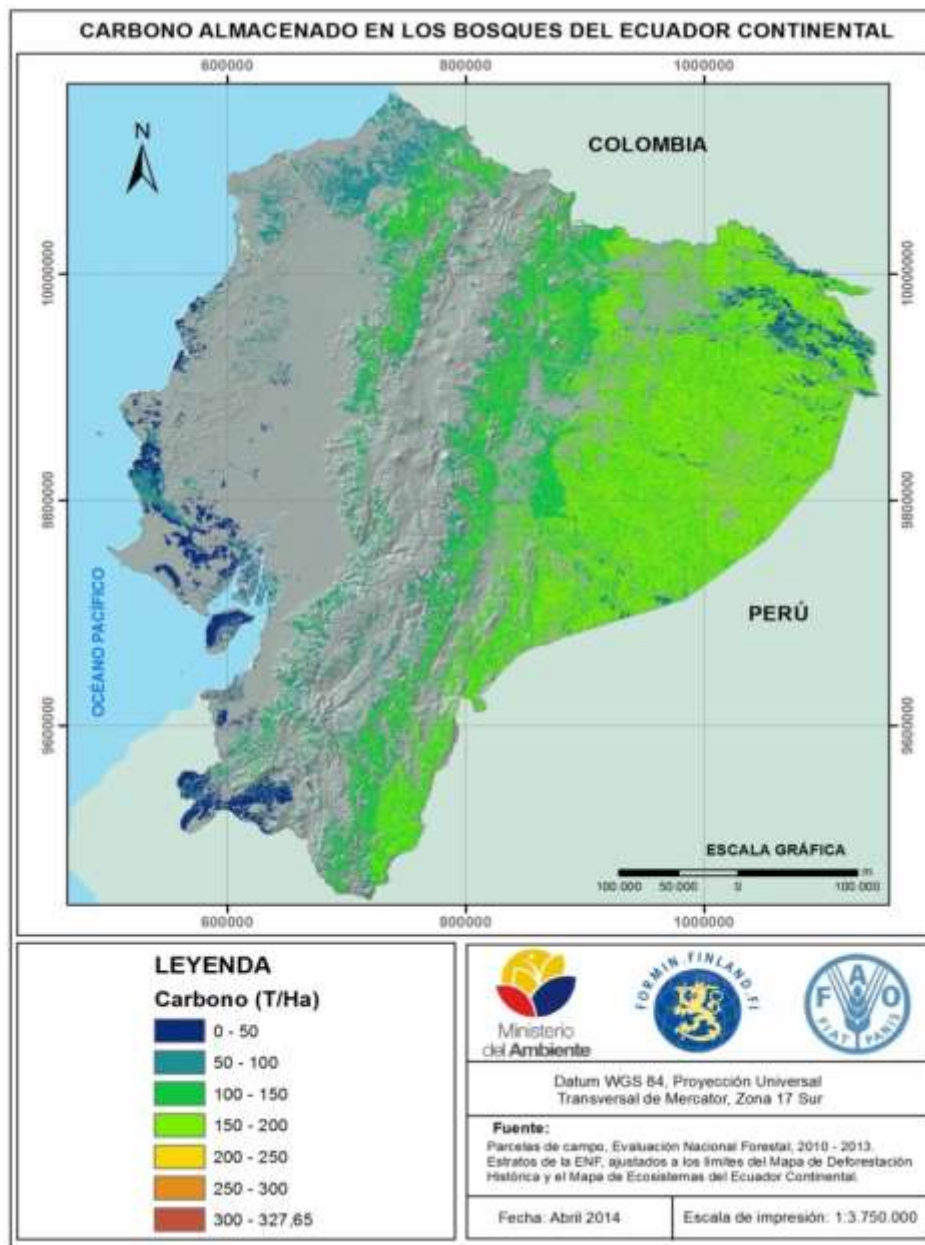 CARBONO ALMACENADO EN LOS BOSQUES DEL ECUADOR CONTINENTAL
600000 800000 1000000
N
COLOMBIA
10000000 10000000
9800000 9800000
OCEANO PACÍFICO
PERÚ
9600000 9600000
ESCALA GRÁFICA
m
100 000 50 000 0 100 000
600000 800000 1000000
LEYENDA
Carbono (T/Ha)
0 - 50
50 - 100
100 - 150
150 - 200
200 - 250
250 - 300
300 - 327,65
Ministerio
del Ambiente
FORMIN.FINLAND.FI
F A O
FIAT PANIS
Datum WGS 84, Proyección Universal
Transversal de Mercator, Zona 17 Sur
Fuente:
Parcelas de campo, Evaluación Nacional Forestal, 2010 - 2013.
Estratos de la ENF, ajustados a los límites del Mapa de Deforestación
Histórica y el Mapa de Ecosistemas del Ecuador Continental.
Fecha: Abril 2014
Escala de impresión: 1:3.750.000